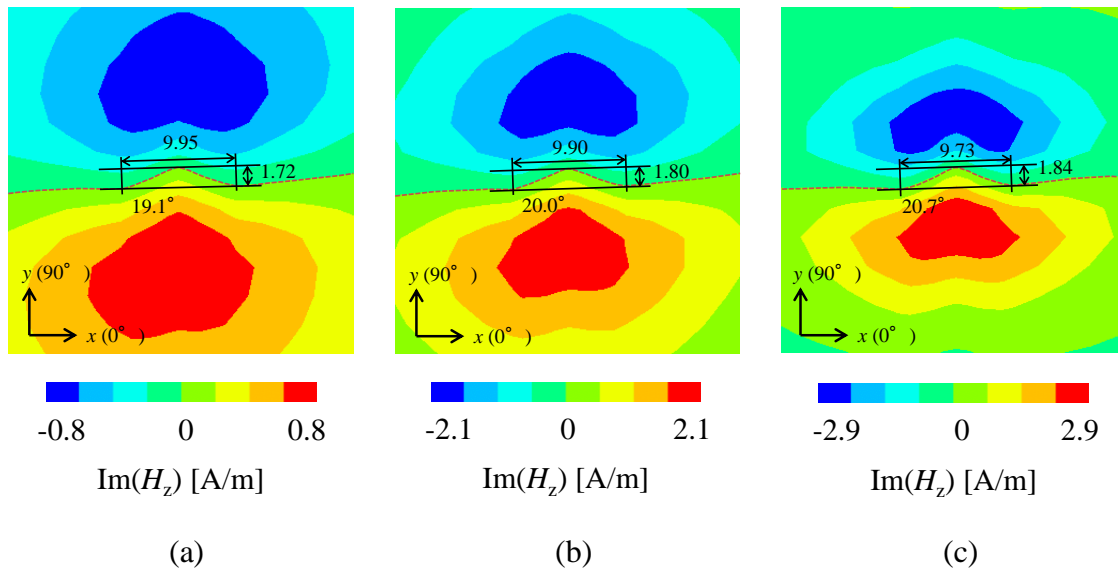 9.95
1.72
19.1°
y (90° )
x (0° )
-0.8 0 0.8
Im(Hz) [A/m]
(a)
9.90
1.80
20.0°
y (90° )
x (0° )
-2.1 0 2.1
Im(Hz) [A/m]
(b)
9.73
1.84
20.7°
y (90° )
x (0° )
-2.9 0 2.9
Im(Hz) [A/m]
(c)